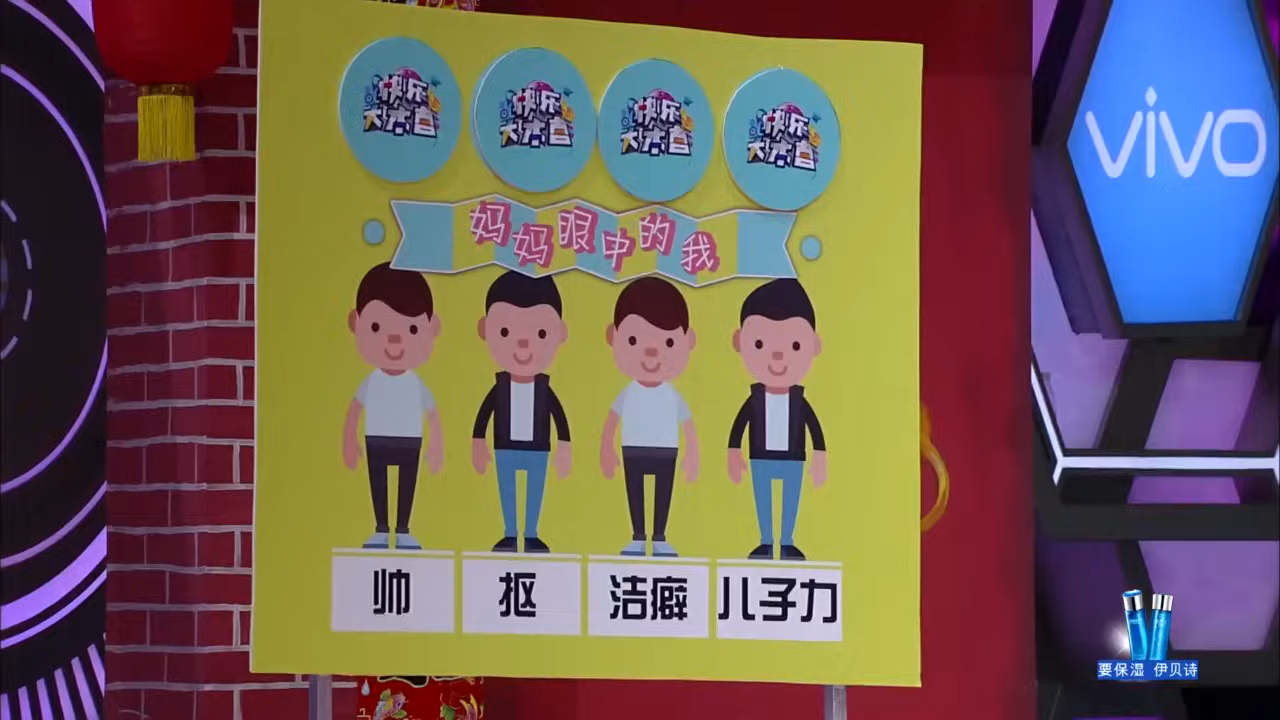 快乐
大本营
快乐
大本营
快乐
大本营
快乐
大本营
妈妈眼中的我
帅
抠
洁癖
儿子力
vivo
要保湿 伊贝诗